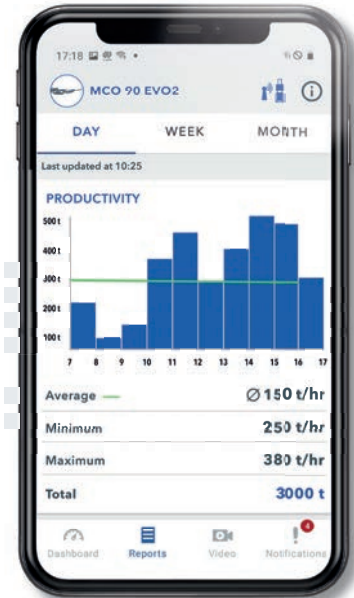 17:18
MCO 90 EVO2
DAY WEEK MONTH
Last updated at 10:25
PRODUCTIVITY
500 t
400 t
300 t
200 t
100 t
7 8 9 10 11 12 13 14 15 16 17
Average Ø 150 t/hr
Minimum 250 t/hr
Maximum 380 t/hr
Total 3000 t
4
Dashboard Reports Video Notifications